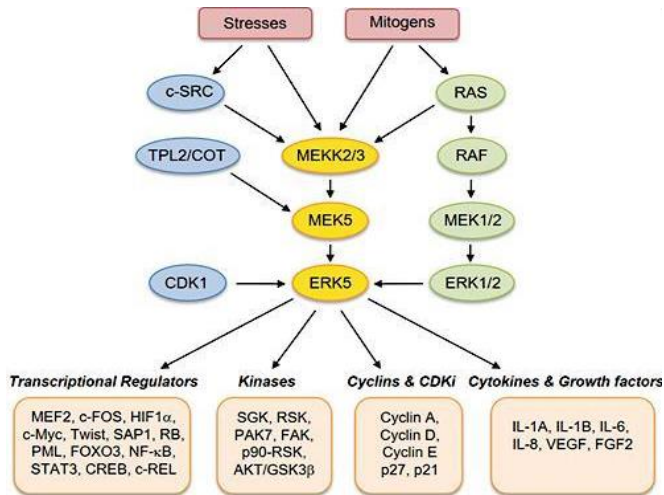 Stresses
Mitogens
c-SRC
RAS
TPL2/COT
MEKK2/3
RAF
MEK5
MEK1/2
CDK1
ERK5
ERK1/2
Transcriptional Regulators
Kinases
Cyclins & CDKi
Cytokines & Growth factors
MEF2, c-FOS, HIF1α,
c-Myc, Twist, SAP1, RB,
PML, FOXO3, NF-κB,
STAT3, CREB, c-REL
SGK, RSK,
PAK7, FAK,
p90-RSK,
AKT/GSK3β
Cyclin A,
Cyclin D,
Cyclin E
p27, p21
IL-1A, IL-1B, IL-6,
IL-8, VEGF, FGF2